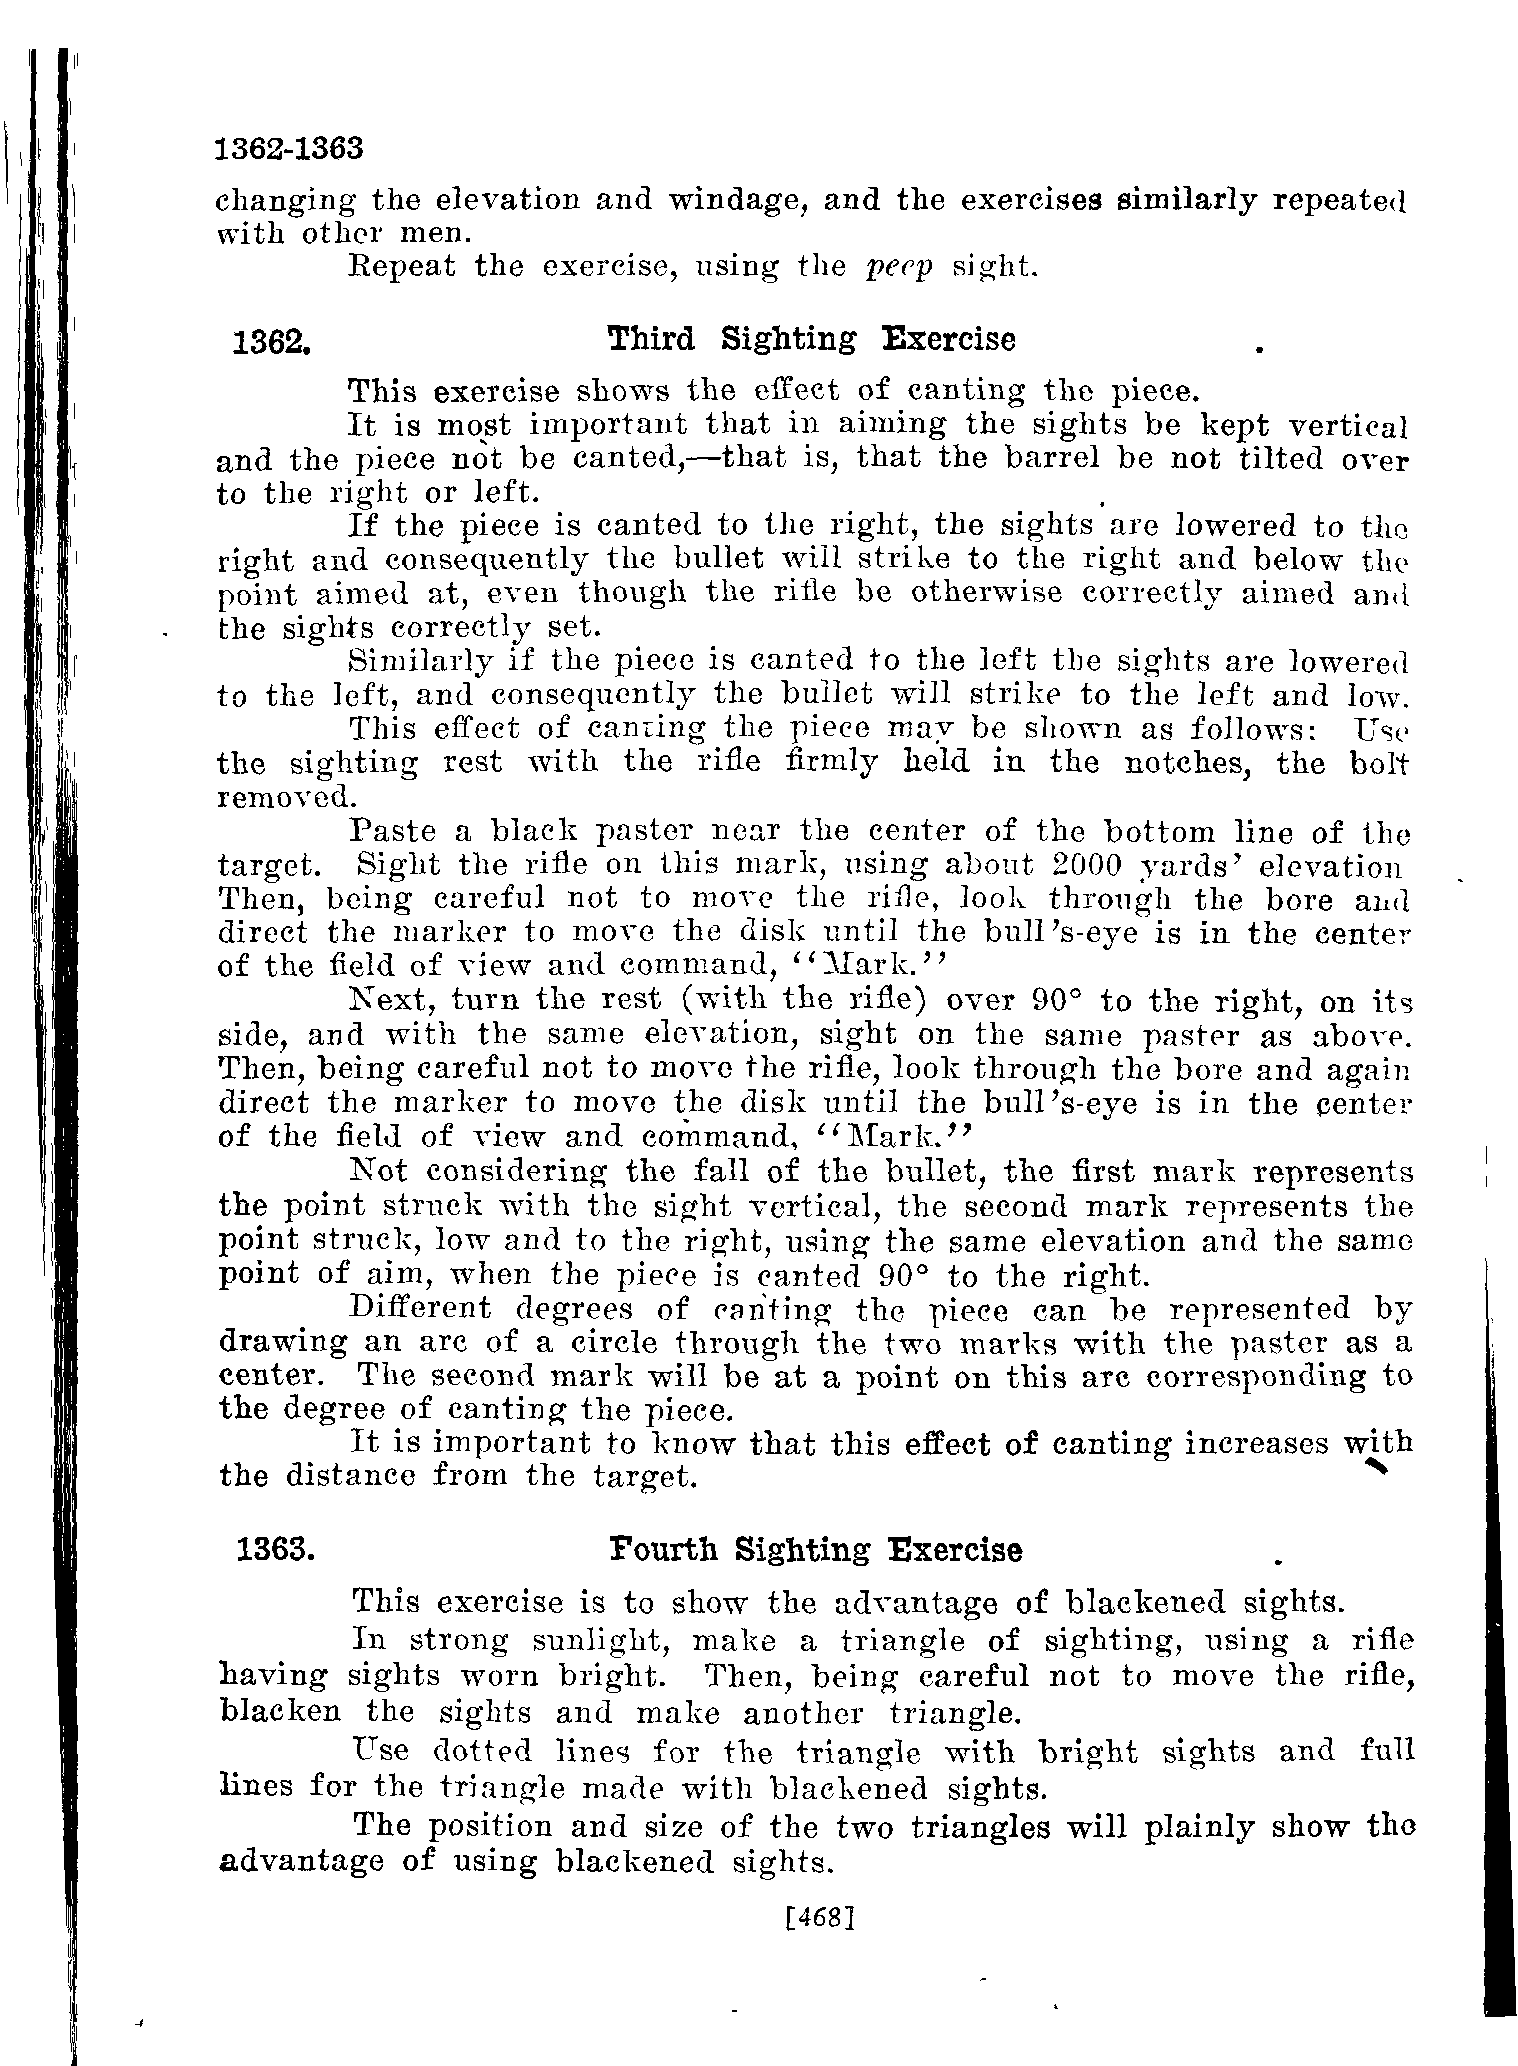 1362-1363
changing the elevation and windage, and the exercises similarly repeated
with other men.
Repeat the exercise, using the peep sight.
1362. Third Sighting Exercise
This exercise shows the effect of canting the piece.
It is most important that in aiming the sights be kept vertical
and the piece not be canted,—that is, that the barrel be not tilted over
to the right or left.
If the piece is canted to the right, the sights are lowered to the
right and consequently the bullet will strike to the right and below the
point aimed at, even though the rifle be otherwise correctly aimed and
the sights correctly set.
Similarly if the piece is canted to the left the sights are lowered
to the left, and consequently the bullet will strike to the left and low.
This effect of canting the piece may be shown as follows: Use
the sighting rest with the rifle firmly held in the notches, the bolt
removed.
Paste a black paster near the center of the bottom line of the
target. Sight the rifle on this mark, using about 2000 yards' elevation
Then, being careful not to move the rifle, look through the bore and
direct the marker to move the disk until the bull's-eye is in the center
of the field of view and command, "Mark."
Next, turn the rest (with the rifle) over 90° to the right, on its
side, and with the same elevation, sight on the same paster as above.
Then, being careful not to move the rifle, look through the bore and again
direct the marker to move the disk until the bull's-eye is in the center
of the field of view and command, "Mark."
Not considering the fall of the bullet, the first mark represents
the point struck with the sight vertical, the second mark represents the
point struck, low and to the right, using the same elevation and the same
point of aim, when the piece is canted 90° to the right.
Different degrees of canting the piece can be represented by
drawing an arc of a circle through the two marks with the paster as a
center. The second mark will be at a point on this arc corresponding to
the degree of canting the piece.
It is important to know that this effect of canting increases with
the distance from the target.
1363. Fourth Sighting Exercise
This exercise is to show the advantage of blackened sights.
In strong sunlight, make a triangle of sighting, using a rifle
having sights worn bright. Then, being careful not to move the rifle,
blacken the sights and make another triangle.
Use dotted lines for the triangle with bright sights and full
lines for the triangle made with blackened sights.
The position and size of the two triangles will plainly show the
advantage of using blackened sights.
[468]